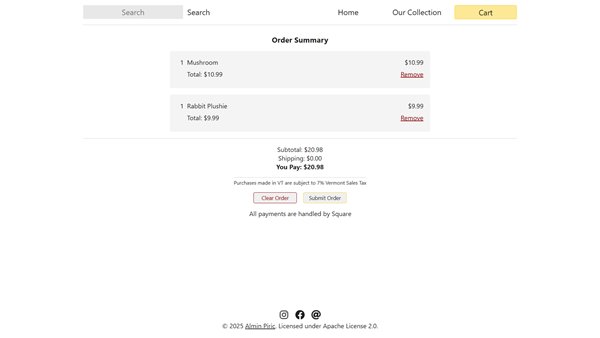 Search Search Home Our Collection Cart
Order Summary
1 Mushroom $10.99
Total: $10.99 Remove
1 Rabbit Plushie $9.99
Total: $9.99 Remove
Subtotal: $20.98
Shipping: $0.00
You Pay: $20.98
Purchases made in VT are subject to 7% Vermont Sales Tax
Clear Order Submit Order
All payments are handled by Square
© 2025 Almin Piric. Licensed under Apache License 2.0.